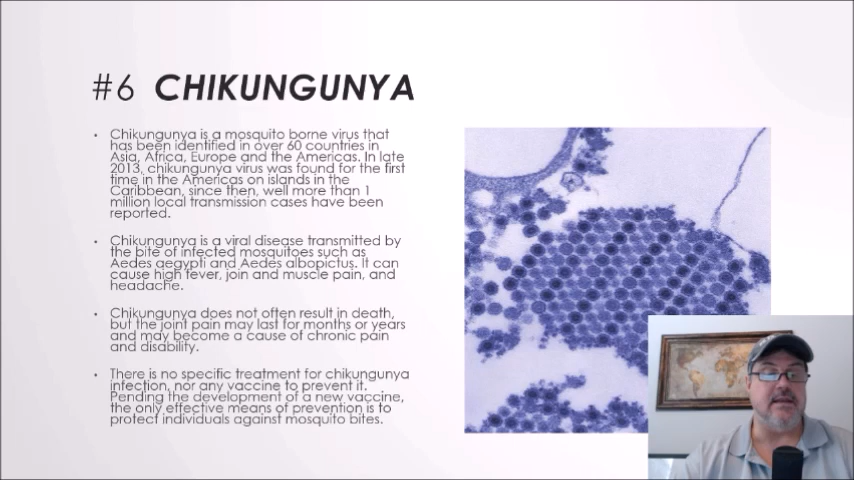 #6 CHIKUNGUNYA
• Chikungunya is a mosquito borne virus that
has been identified in over 60 countries in
Asia, Africa, Europe and the Americas. In late
2013, chikungunya virus was found for the first
time in the Americas on islands in the
Caribbean, since then, well more than 1
million local transmission cases have been
reported.
• Chikungunya is a viral disease transmitted by
the bite of infected mosquitoes such as
Aedes aegypti and Aedes albopictus. It can
cause high fever, join and muscle pain, and
headache.
• Chikungunya does not often result in death,
but the joint pain may last for months or years
and may become a cause of chronic pain
and disability.
• There is no specific treatment for chikungunya
infection, nor any vaccine to prevent it.
Pending the development of a new vaccine,
the only effective means of prevention is to
protect individuals against mosquito bites.